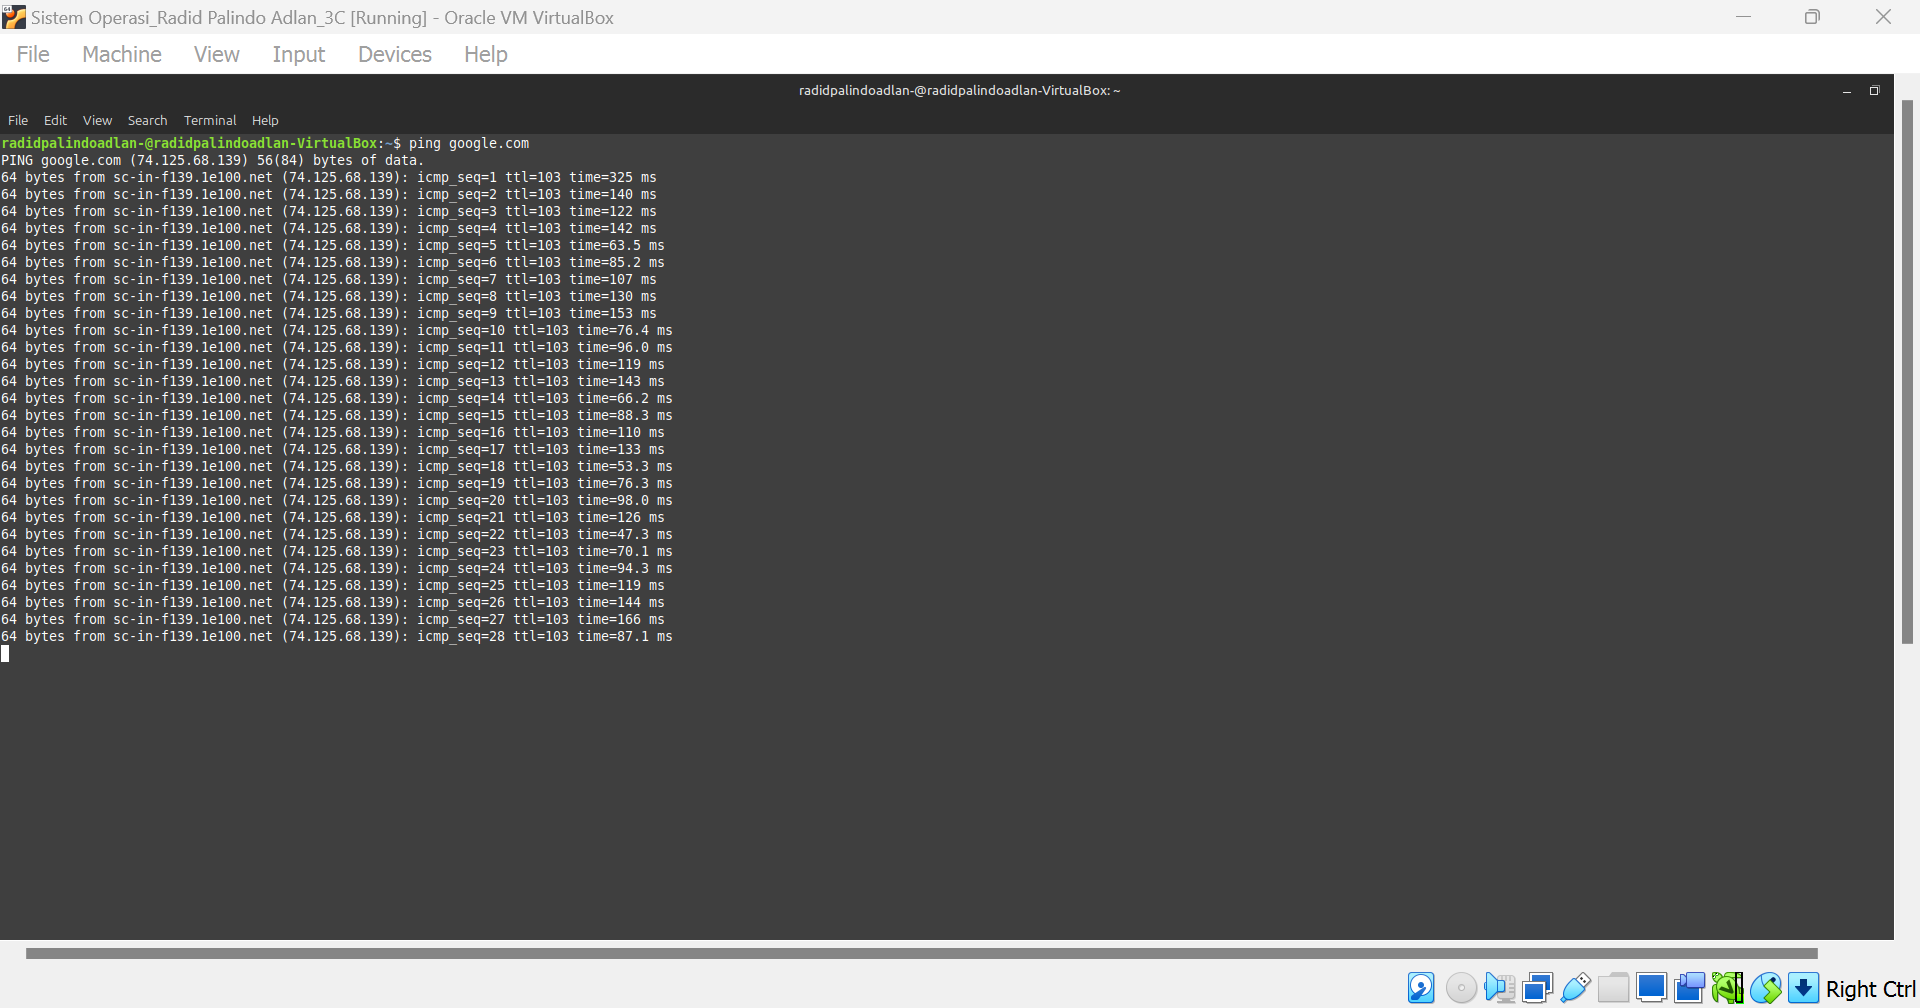 Sistem Operasi_Radid Palindo Adlan_3C [Running] - Oracle VM VirtualBox
File Machine View Input Devices Help
radidpalindoadlan-@radidpalindoadlan-VirtualBox: ~
File Edit View Search Terminal Help
radidpalindoadlan-@radidpalindoadlan-VirtualBox:~$ ping google.com
PING google.com (74.125.68.139) 56(84) bytes of data.
64 bytes from sc-in-f139.1e100.net (74.125.68.139): icmp_seq=1 ttl=103 time=325 ms
64 bytes from sc-in-f139.1e100.net (74.125.68.139): icmp_seq=2 ttl=103 time=140 ms
64 bytes from sc-in-f139.1e100.net (74.125.68.139): icmp_seq=3 ttl=103 time=122 ms
64 bytes from sc-in-f139.1e100.net (74.125.68.139): icmp_seq=4 ttl=103 time=142 ms
64 bytes from sc-in-f139.1e100.net (74.125.68.139): icmp_seq=5 ttl=103 time=63.5 ms
64 bytes from sc-in-f139.1e100.net (74.125.68.139): icmp_seq=6 ttl=103 time=85.2 ms
64 bytes from sc-in-f139.1e100.net (74.125.68.139): icmp_seq=7 ttl=103 time=107 ms
64 bytes from sc-in-f139.1e100.net (74.125.68.139): icmp_seq=8 ttl=103 time=130 ms
64 bytes from sc-in-f139.1e100.net (74.125.68.139): icmp_seq=9 ttl=103 time=153 ms
64 bytes from sc-in-f139.1e100.net (74.125.68.139): icmp_seq=10 ttl=103 time=76.4 ms
64 bytes from sc-in-f139.1e100.net (74.125.68.139): icmp_seq=11 ttl=103 time=96.0 ms
64 bytes from sc-in-f139.1e100.net (74.125.68.139): icmp_seq=12 ttl=103 time=119 ms
64 bytes from sc-in-f139.1e100.net (74.125.68.139): icmp_seq=13 ttl=103 time=143 ms
64 bytes from sc-in-f139.1e100.net (74.125.68.139): icmp_seq=14 ttl=103 time=66.2 ms
64 bytes from sc-in-f139.1e100.net (74.125.68.139): icmp_seq=15 ttl=103 time=88.3 ms
64 bytes from sc-in-f139.1e100.net (74.125.68.139): icmp_seq=16 ttl=103 time=110 ms
64 bytes from sc-in-f139.1e100.net (74.125.68.139): icmp_seq=17 ttl=103 time=133 ms
64 bytes from sc-in-f139.1e100.net (74.125.68.139): icmp_seq=18 ttl=103 time=53.3 ms
64 bytes from sc-in-f139.1e100.net (74.125.68.139): icmp_seq=19 ttl=103 time=76.3 ms
64 bytes from sc-in-f139.1e100.net (74.125.68.139): icmp_seq=20 ttl=103 time=98.0 ms
64 bytes from sc-in-f139.1e100.net (74.125.68.139): icmp_seq=21 ttl=103 time=126 ms
64 bytes from sc-in-f139.1e100.net (74.125.68.139): icmp_seq=22 ttl=103 time=47.3 ms
64 bytes from sc-in-f139.1e100.net (74.125.68.139): icmp_seq=23 ttl=103 time=70.1 ms
64 bytes from sc-in-f139.1e100.net (74.125.68.139): icmp_seq=24 ttl=103 time=94.3 ms
64 bytes from sc-in-f139.1e100.net (74.125.68.139): icmp_seq=25 ttl=103 time=119 ms
64 bytes from sc-in-f139.1e100.net (74.125.68.139): icmp_seq=26 ttl=103 time=144 ms
64 bytes from sc-in-f139.1e100.net (74.125.68.139): icmp_seq=27 ttl=103 time=166 ms
64 bytes from sc-in-f139.1e100.net (74.125.68.139): icmp_seq=28 ttl=103 time=87.1 ms
Right Ctrl